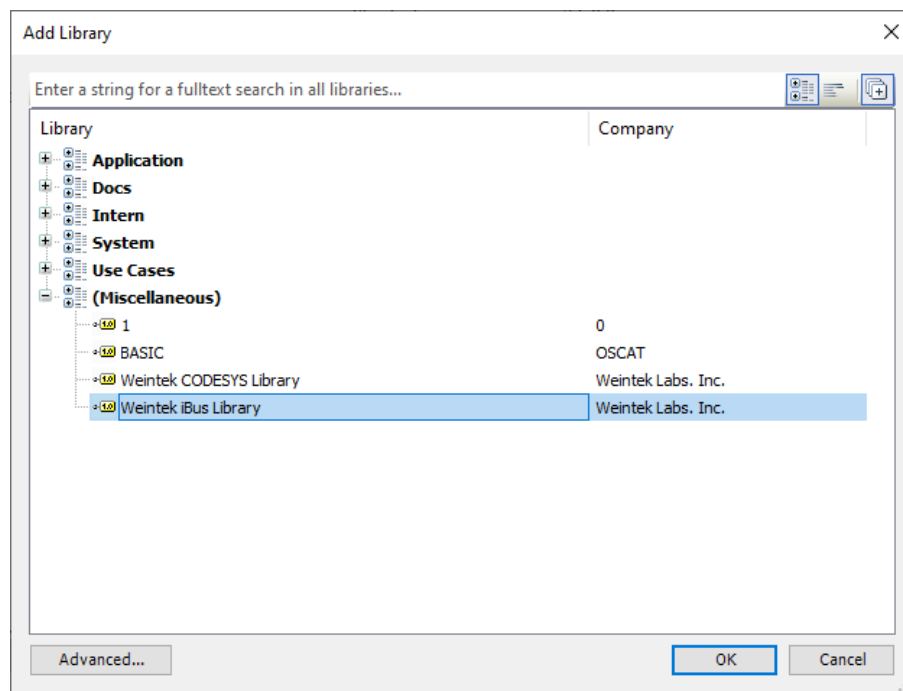 Add Library
Enter a string for a fulltext search in all libraries...
Library Company
Application
Docs
Intern
System
Use Cases
(Miscellaneous)
1 0
BASIC OSCAT
Weintek CODESYS Library Weintek Labs. Inc.
Weintek iBus Library Weintek Labs. Inc.
Advanced... OK Cancel